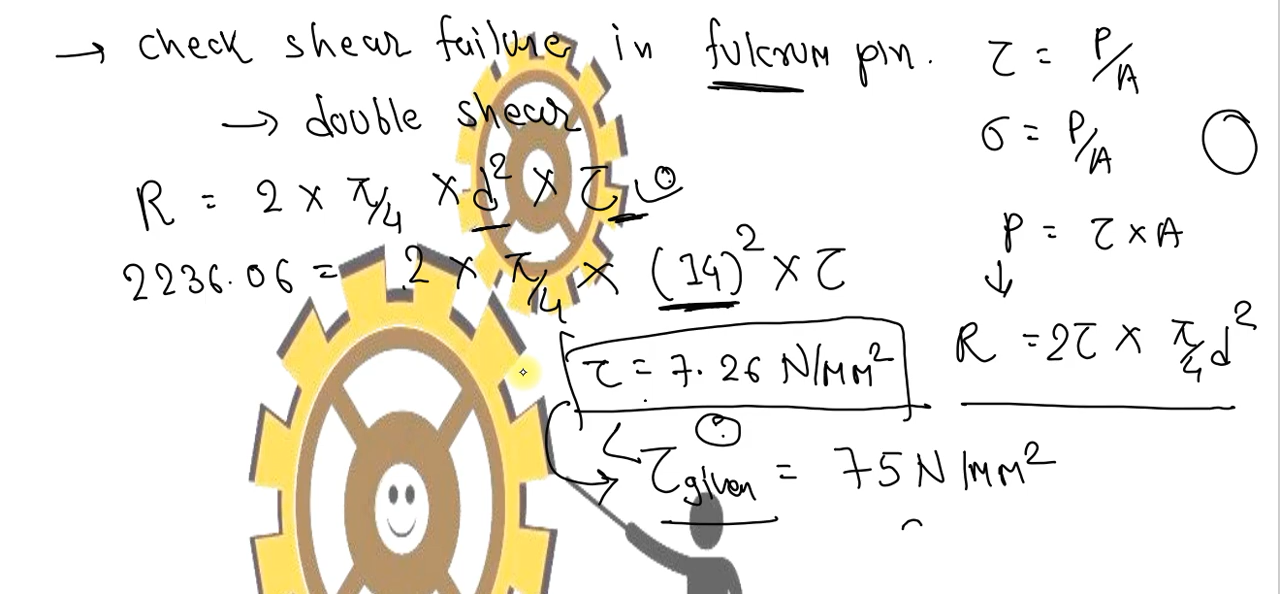 → check shear failure in fulcrum pin.
→ double shear
R = 2 × π/4 × d² × τ
2236.06 = 2 × π/4 × (14)² × τ
τ = 7.26 N/mm²
< τgiven = 75 N/mm²
τ = P/A
σ = P/A
P = τ × A
↓
R = 2τ × π/4 d²